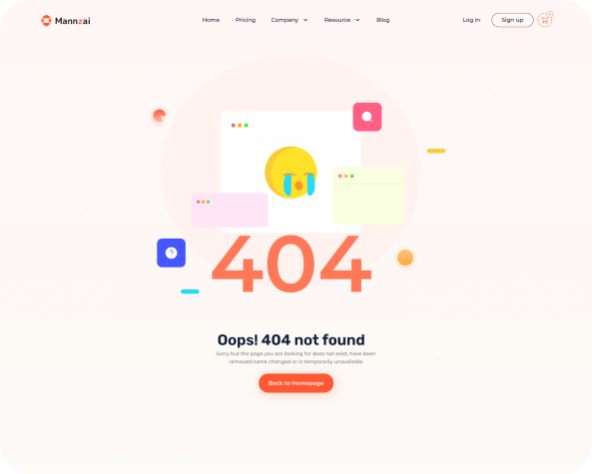 Mannzai
Home Pricing Company Resource Blog
Log in Sign up
404
Oops! 404 not found
Sorry but the page you are looking for does not exist, have been
removed.name changed or is temporarily unavailable
Back to Homepage